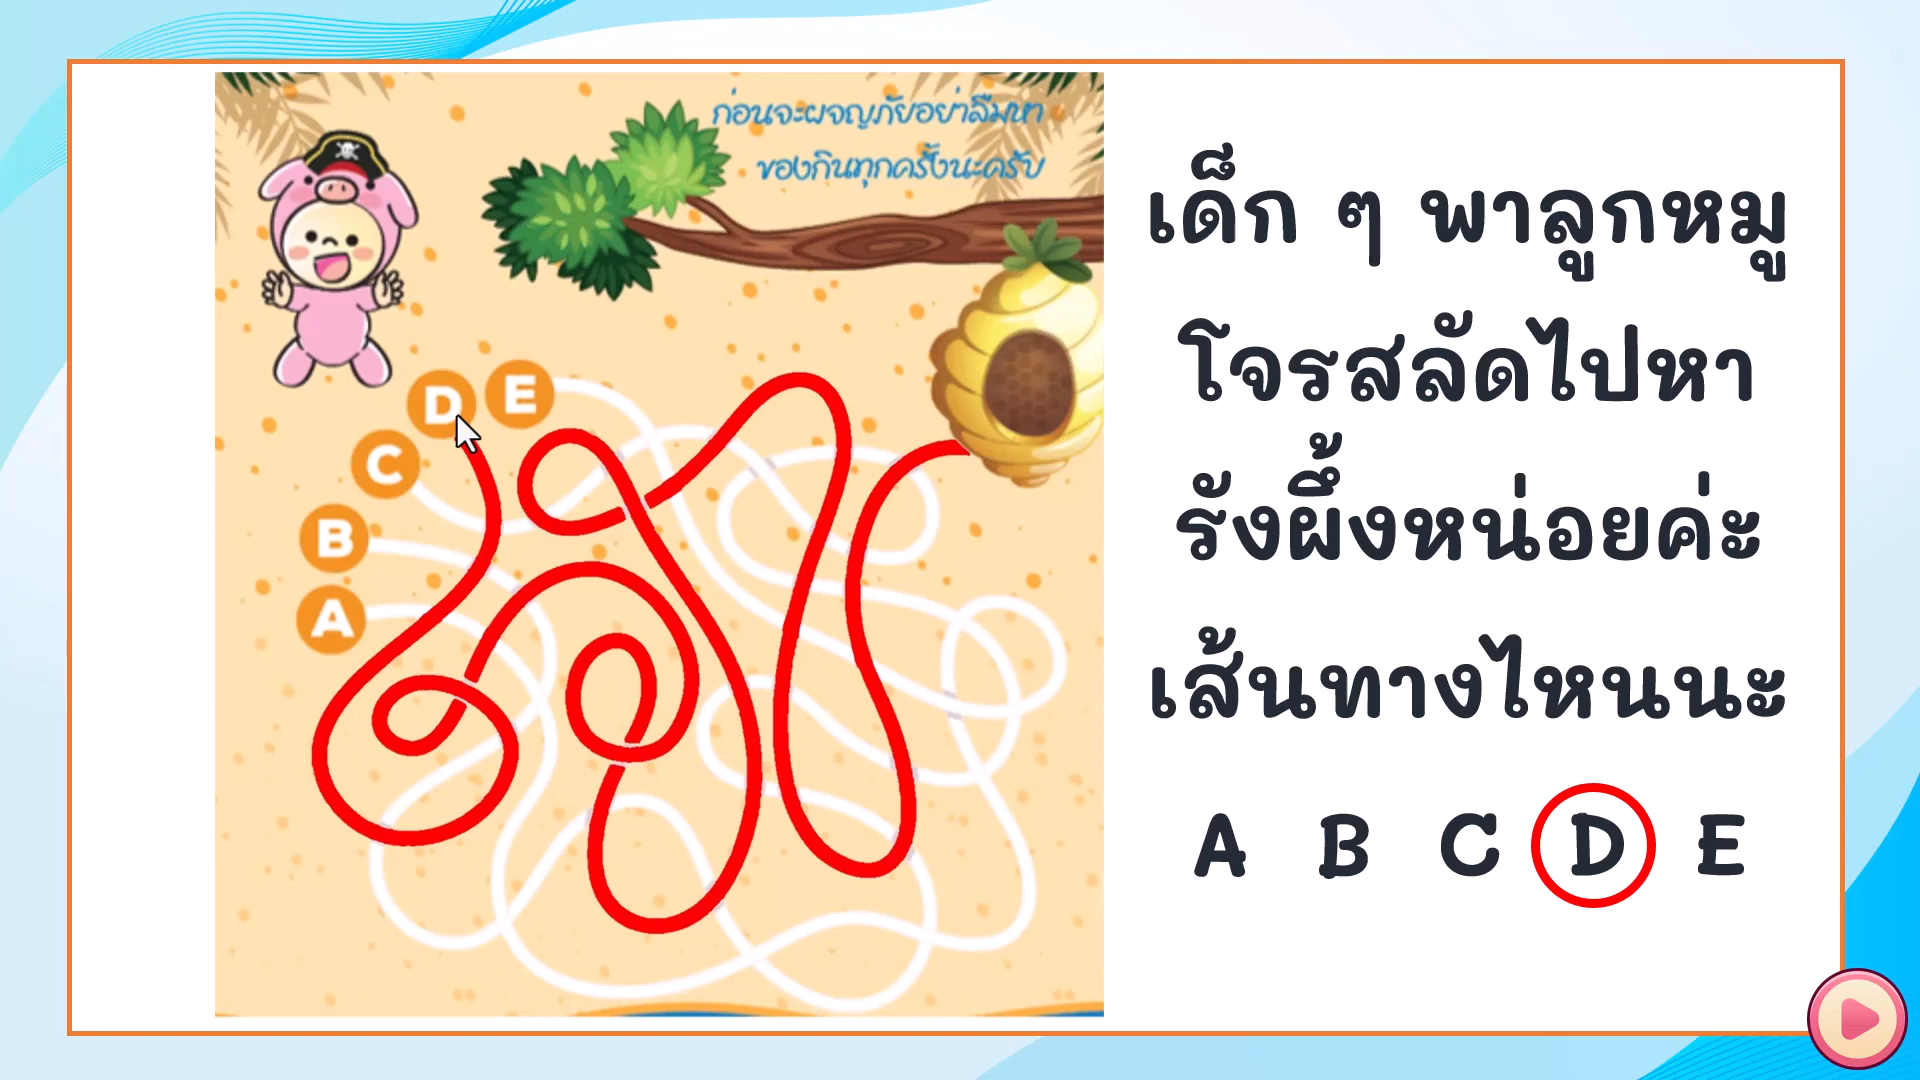 ก่อนจะผจญภัยอย่าลืมหา
ของกินทุกครั้งนะครับ
D
E
C
B
A
เด็ก ๆ พาลูกหมู
โจรสลัดไปหา
รังผึ้งหน่อยค่ะ
เส้นทางไหนนะ
A B C D E